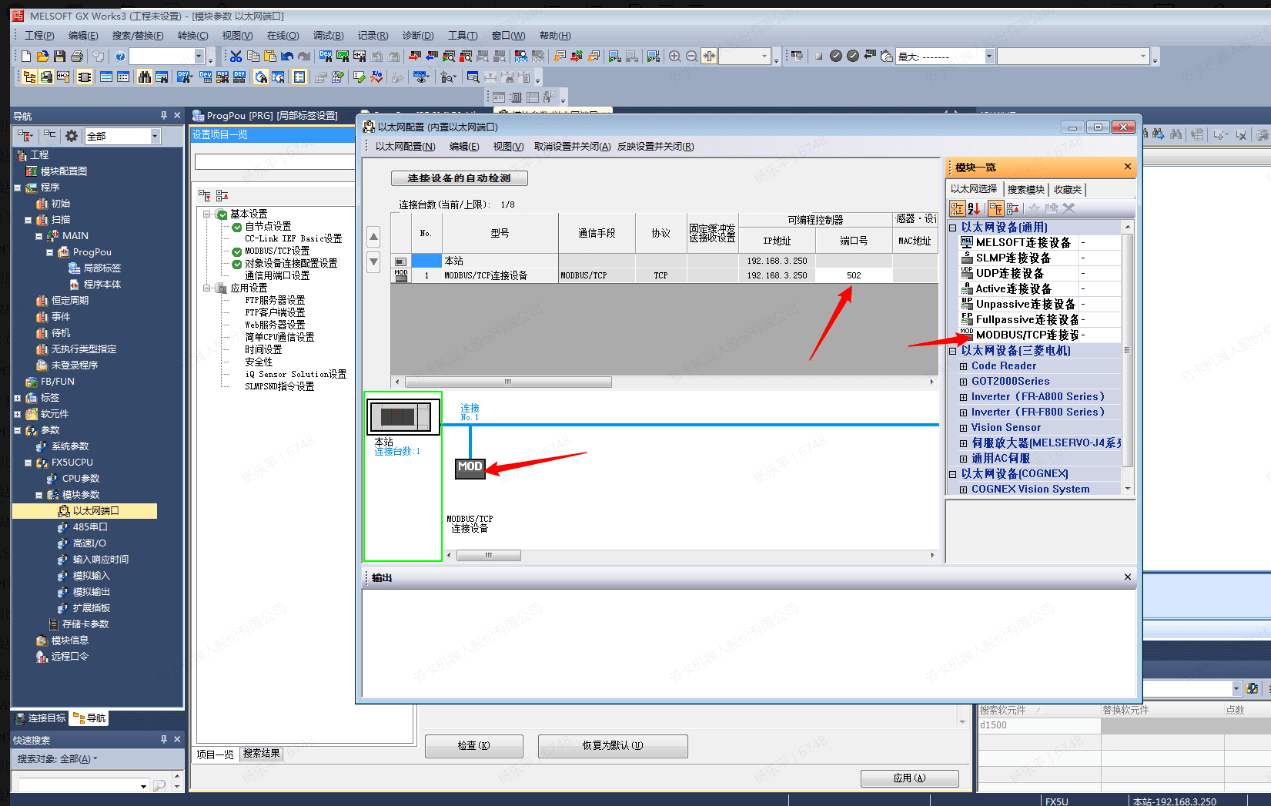 MELSOFT GX Works3 (工程未设置) - [模块参数 以太网端口]
工程(P) 编辑(E) 搜索/替换(F) 转换(C) 视图(V) 在线(O) 调试(B) 记录(R) 诊断(D) 工具(T) 窗口(W) 帮助(H)
最大: -------
导航
全部
工程
模块配置图
程序
初始
扫描
MAIN
ProgPou
局部标签
程序本体
恒定周期
事件
待机
无执行类型指定
未登录程序
FB/FUN
标签
软元件
参数
系统参数
FX5UCPU
CPU参数
模块参数
以太网端口
485串口
高速I/O
输入响应时间
模拟输入
模拟输出
扩展插板
存储卡参数
模块信息
远程口令
连接目标 导航
快速搜索
搜索对象: 全部(A)
ProgPou [PRG] [局部标签设置]
设置项目一览
基本设置
自节点设置
CC-Link IEF Basic设置
MODBUS/TCP设置
对象设备连接配置设置
通信用端口设置
应用设置
FTP服务器设置
FTP客户端设置
Web服务器设置
简单CPU通信设置
时间设置
安全性
iQ Sensor Solution设置
SLMPSND指令设置
项目一览 搜索结果
检查(K) 恢复为默认(U)
应用(A)
以太网配置 (内置以太网端口)
以太网配置(N) 编辑(E) 视图(V) 取消设置并关闭(A) 反映设置并关闭(R)
连接设备的自动检测
连接台数(当前/上限): 1/8
No. 型号 通信手段 协议 固定缓冲发送接收设置 可编程控制器 感器・设
IP地址 端口号 MAC地址
本站 192.168.3.250
MOD 1 MODBUS/TCP连接设备 MODBUS/TCP TCP 192.168.3.250 502
本站
连接台数:1
连接
No.1
MOD
MODBUS/TCP
连接设备
输出
模块一览
以太网选择 搜索模块 收藏夹
以太网设备(通用)
MELSOFT连接设备 -
SLMP连接设备 -
UDP连接设备 -
Active连接设备 -
Unpassive连接设备 -
Fullpassive连接设备 -
MODBUS/TCP连接设 -
以太网设备(三菱电机)
Code Reader
GOT2000Series
Inverter (FR-A800 Series)
Inverter (FR-F800 Series)
Vision Sensor
伺服放大器(MELSERVO-J4系
通用AC伺服
以太网设备(COGNEX)
COGNEX Vision System
搜索软元件 替换软元件 点数
d1500
FX5U 本站-192.168.3.250
节卡机器人股份有限公司
杨乐平 | 6748